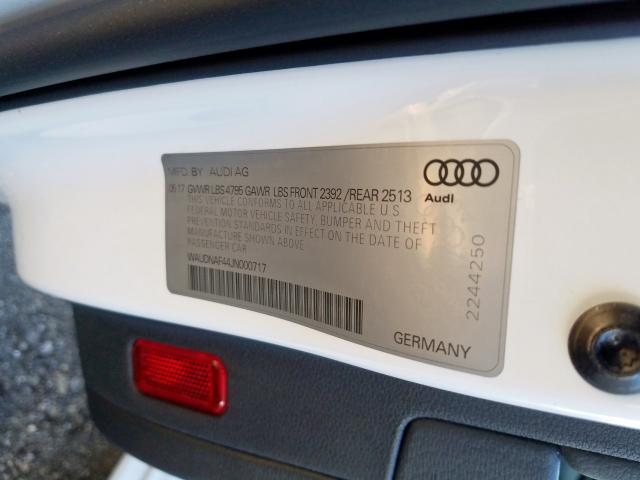 MFD. BY AUDI AG
05 17 GVWR LBS 4795 GAWR LBS FRONT 2392 /REAR 2513
THIS VEHICLE CONFORMS TO ALL APPLICABLE U S
FEDERAL MOTOR VEHICLE SAFETY, BUMPER AND THEFT
PREVENTION STANDARDS IN EFFECT ON THE DATE OF
MANUFACTURE SHOWN ABOVE
PASSENGER CAR
WAUDNAF44JN000717
Audi
2244250
GERMANY